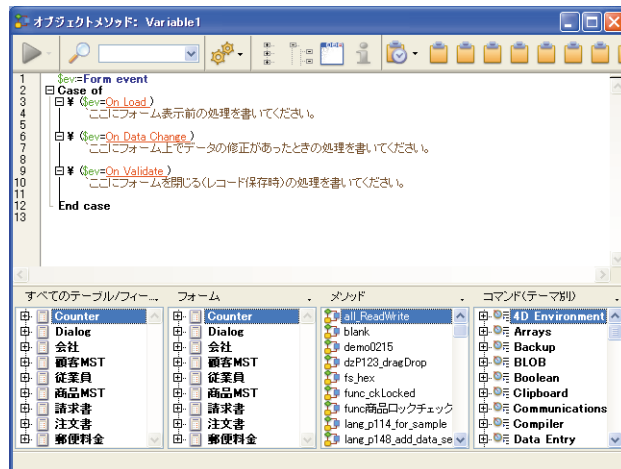 オブジェクトメソッド: Variable1
1 $ev:=Form event
2 Case of
3 ¥ ($ev=On Load )
4 `ここにフォーム表示前の処理を書いてください。
5
6 ¥ ($ev=On Data Change )
7 `ここにフォーム上でデータの修正があったときの処理を書いてください。
8
9 ¥ ($ev=On Validate )
10 `ここにフォームを閉じる(レコード保存時)の処理を書いてください。
11
12 End case
13
すべてのテーブル/フィー... フォーム メソッド コマンド(テーマ別)
Counter Counter all_ReadWrite 4D Environment
Dialog Dialog blank Arrays
会社 会社 demo0215 Backup
顧客MST 顧客MST dzP123_dragDrop BLOB
従業員 従業員 fs_hex Boolean
商品MST 商品MST func_ckLocked Clipboard
請求書 請求書 func商品ロックチェック Communications
注文書 注文書 lang_p114_for_sample Compiler
郵便料金 郵便料金 lang_p148_add_data_se Data Entry